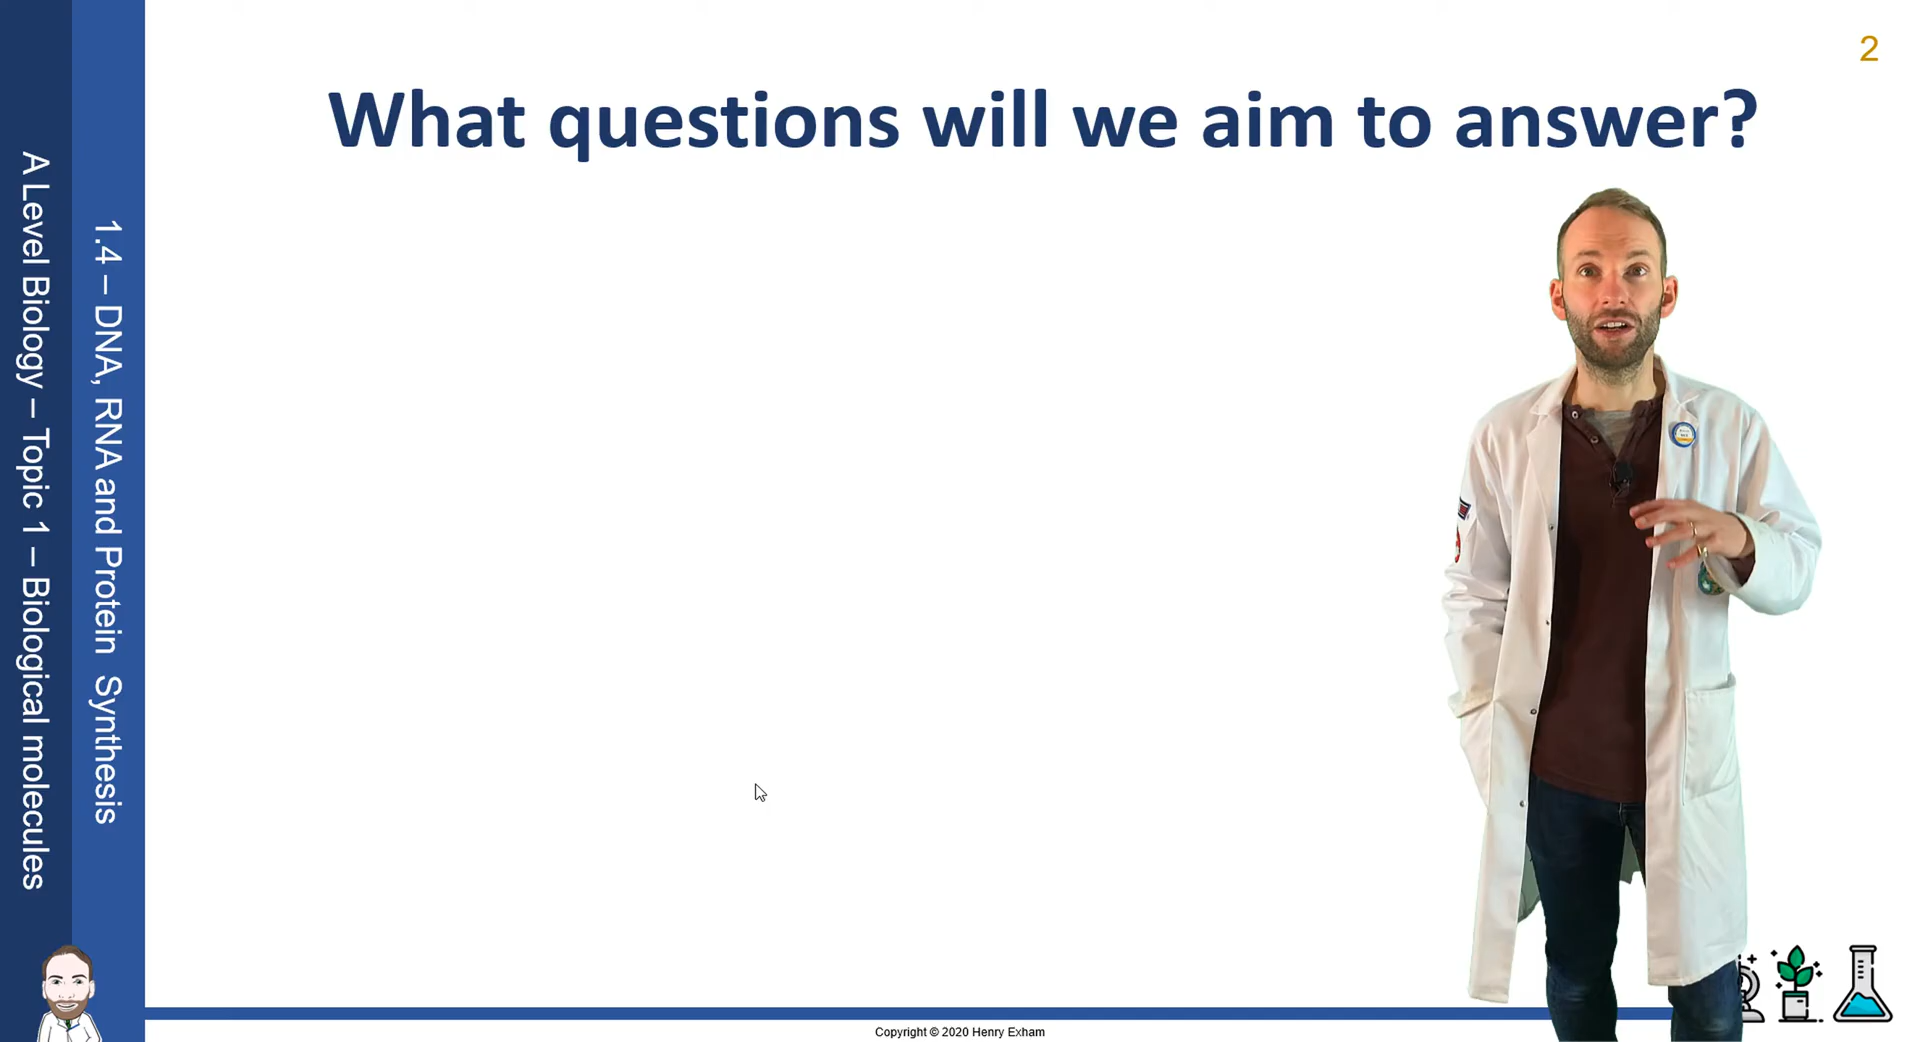 2
What questions will we aim to answer?
A Level Biology – Topic 1 – Biological molecules
1.4 – DNA, RNA and Protein Synthesis
Copyright © 2020 Henry Exham